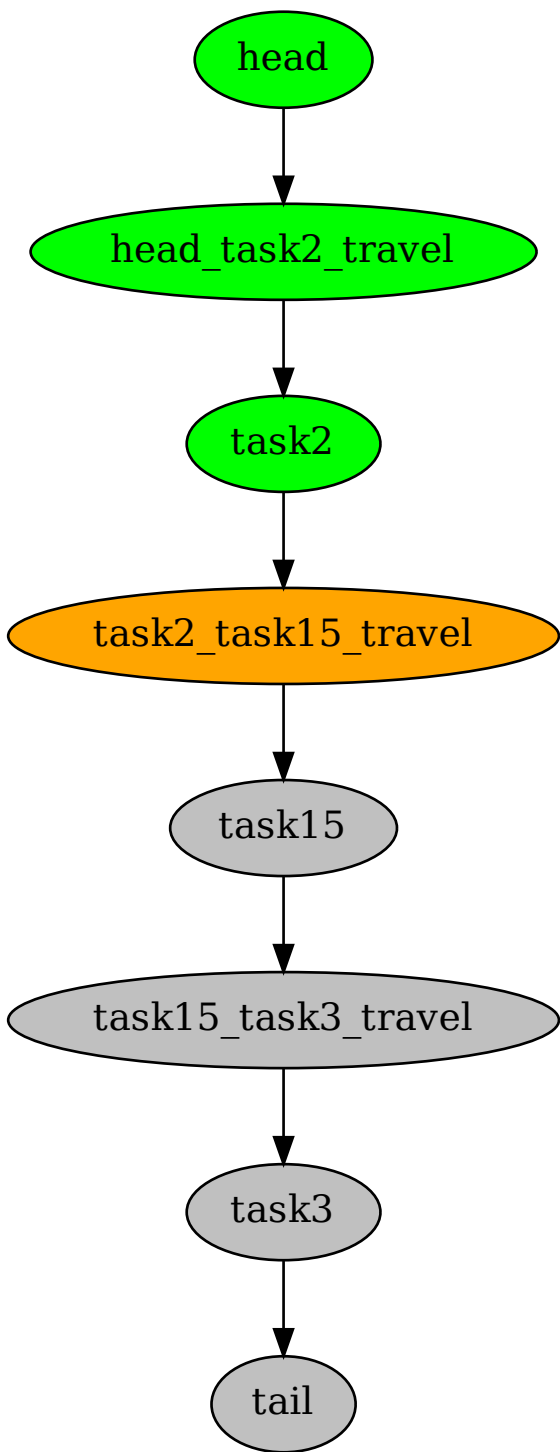 head
head_task2_travel
task2
task2_task15_travel
task15
task15_task3_travel
task3
tail